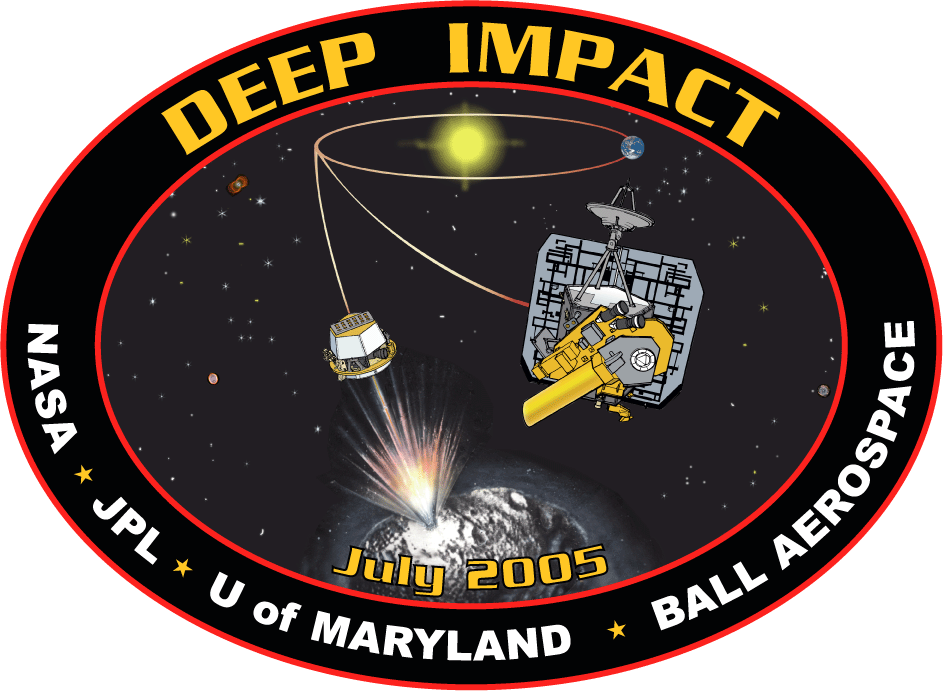 DEEP IMPACT
July 2005
NASA ★ JPL ★ U of MARYLAND ★ BALL AEROSPACE